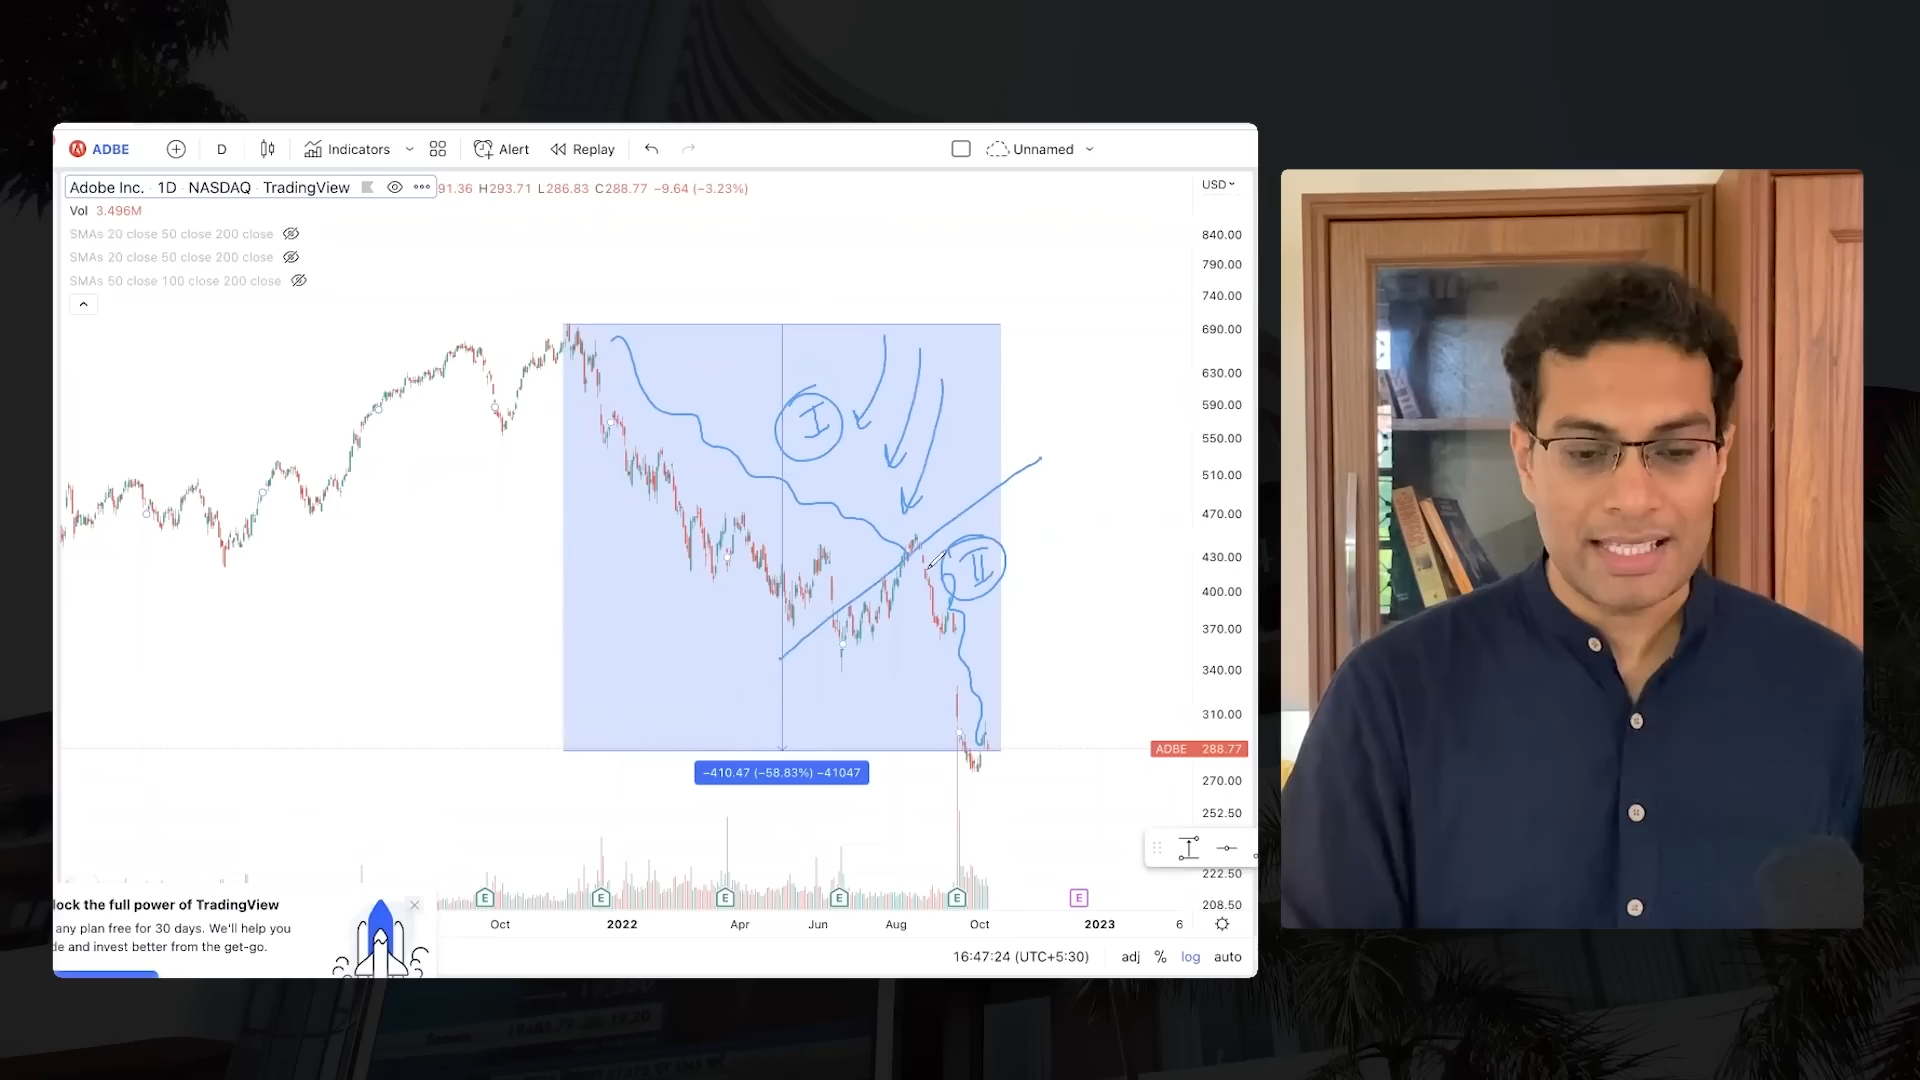 ADBE
D
Indicators
Alert
Replay
Unnamed
Adobe Inc. · 1D · NASDAQ · TradingView
91.36 H293.71 L286.83 C288.77 −9.64 (−3.23%)
USD
Vol 3.496M
SMAs 20 close 50 close 200 close
SMAs 20 close 50 close 200 close
SMAs 50 close 100 close 200 close
840.00
790.00
740.00
690.00
630.00
590.00
550.00
510.00
470.00
430.00
400.00
370.00
340.00
310.00
ADBE 288.77
270.00
252.50
222.50
208.50
I
II
−410.47 (−58.83%) −41047
E
E
E
E
E
E
Oct
2022
Apr
Jun
Aug
Oct
2023
6
lock the full power of TradingView
any plan free for 30 days. We'll help you
de and invest better from the get-go.
16:47:24 (UTC+5:30)
adj
%
log
auto